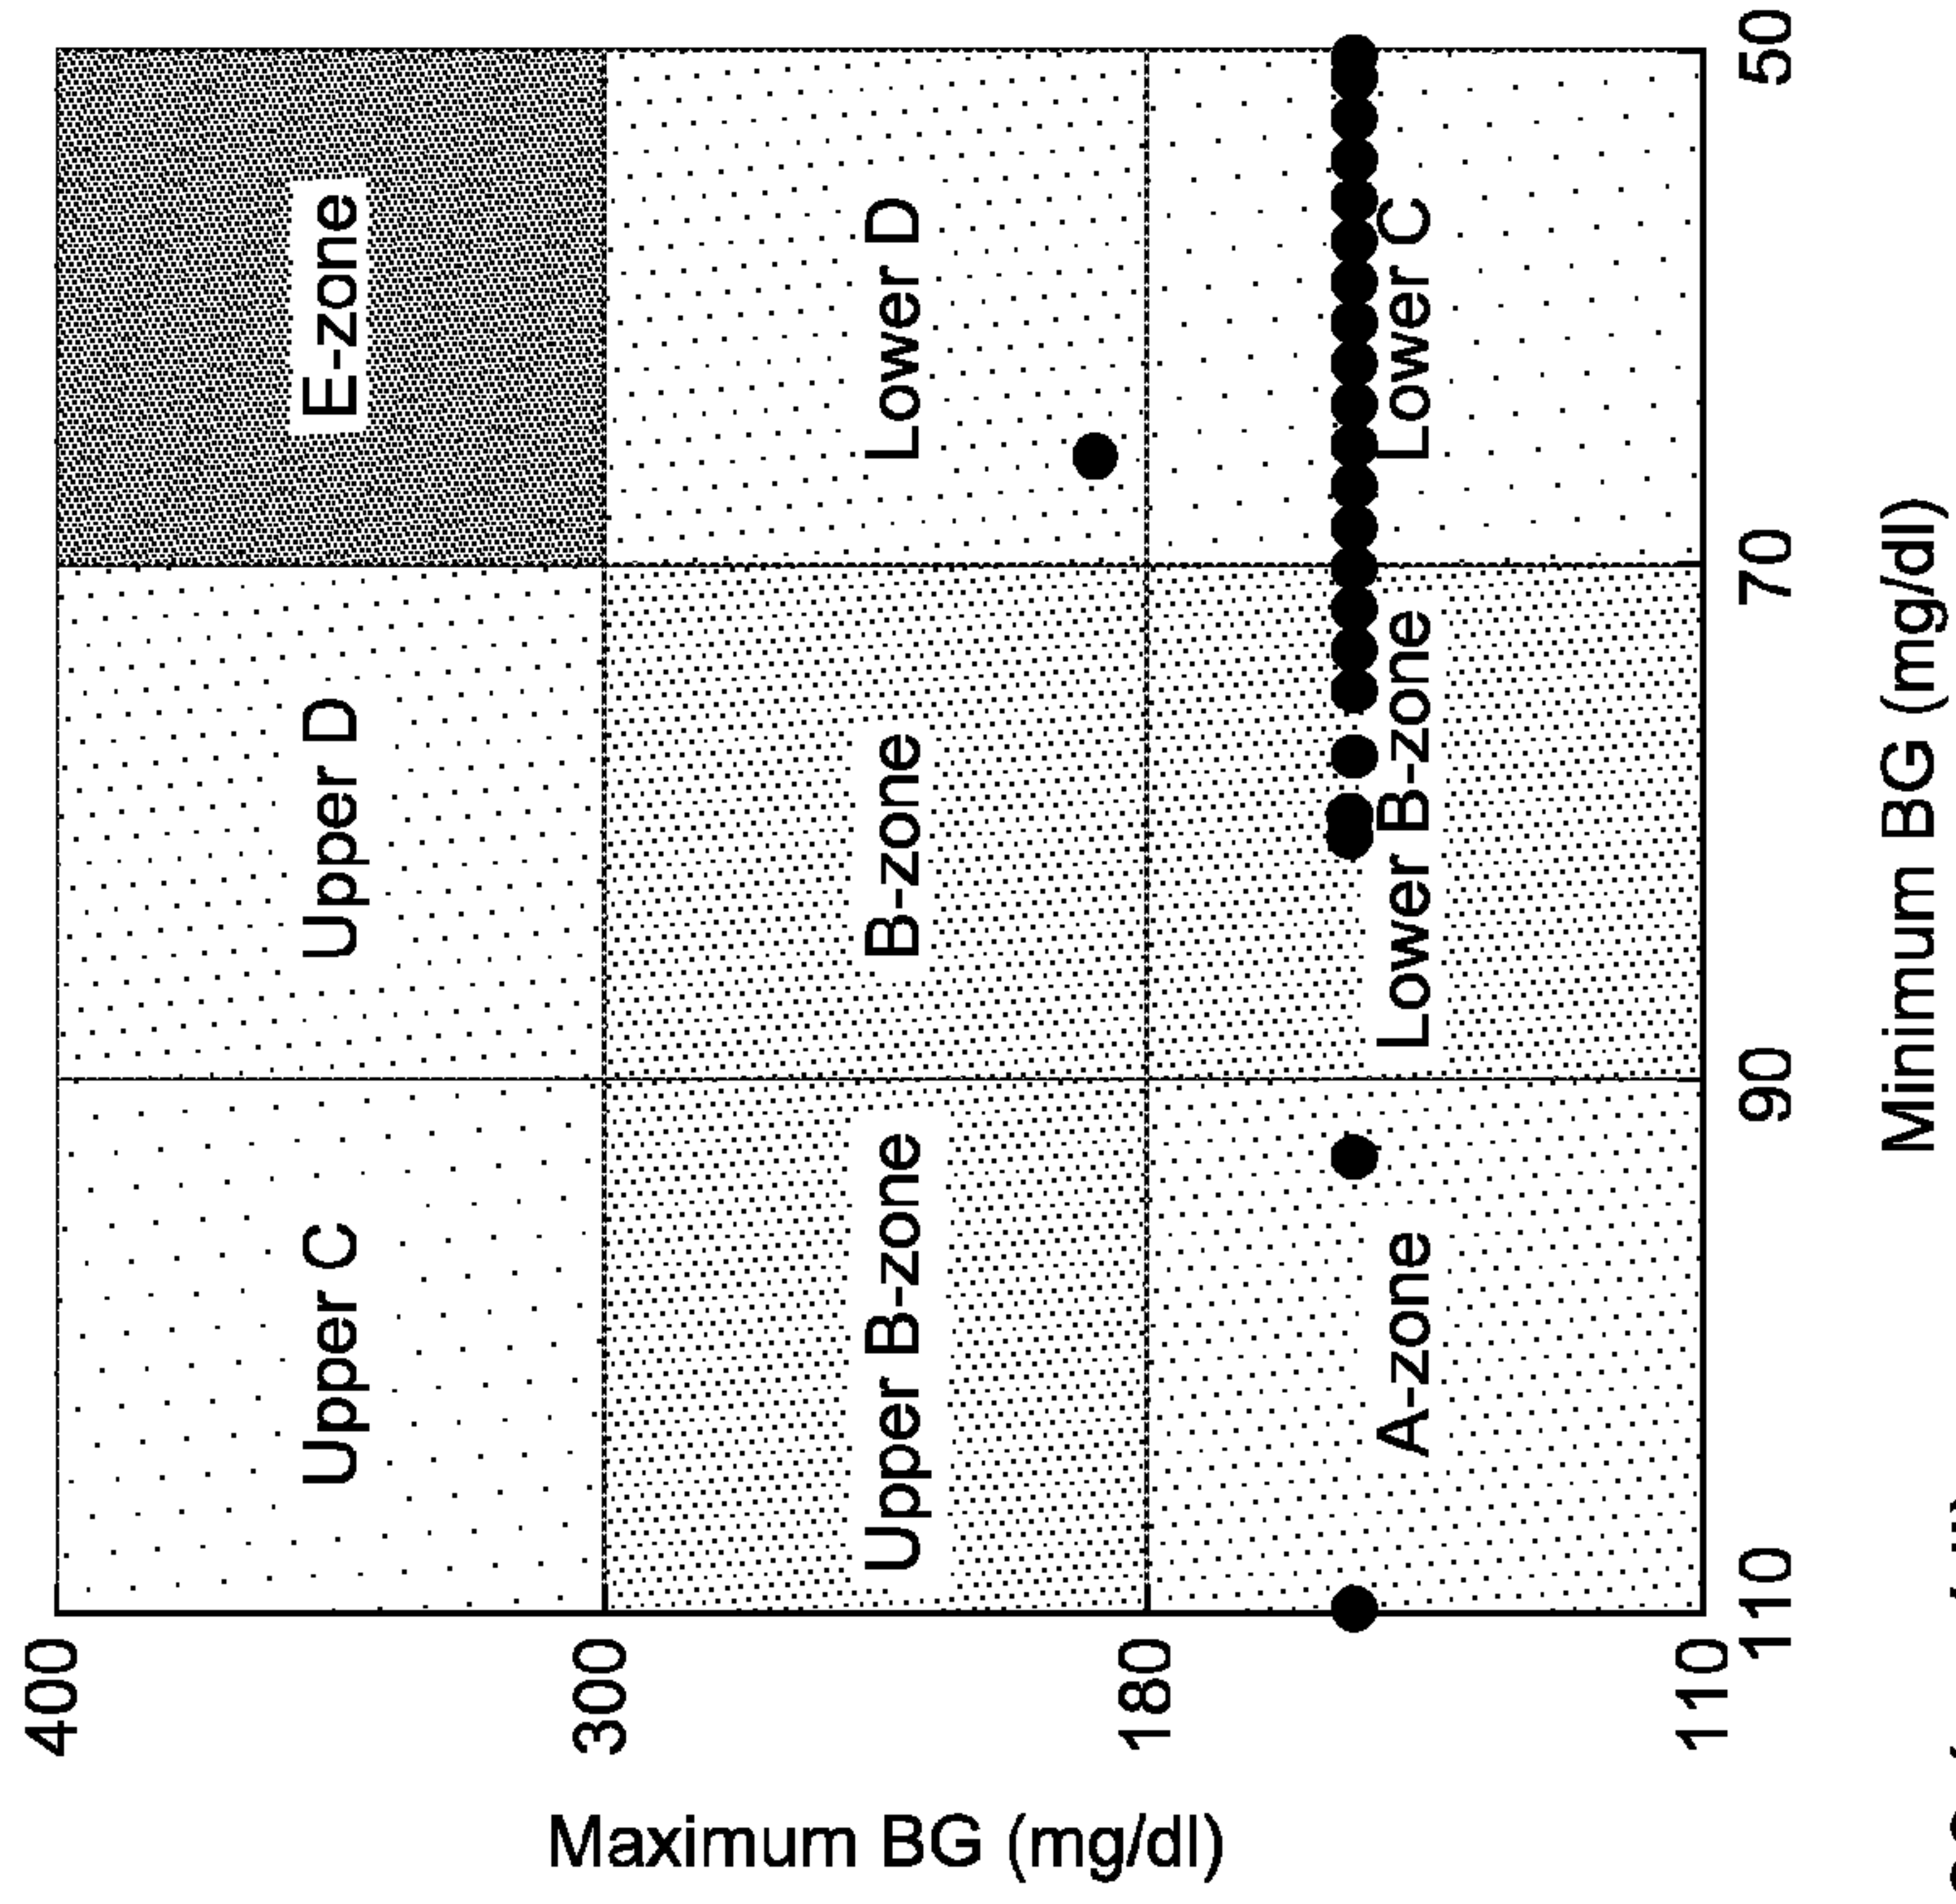 400
300
180
110
Maximum BG (mg/dl)
Upper C
Upper D
E-zone
Upper B-zone
B-zone
Lower D
A-zone
Lower B-zone
Lower C
110
90
70
50
Minimum BG (mg/dl)